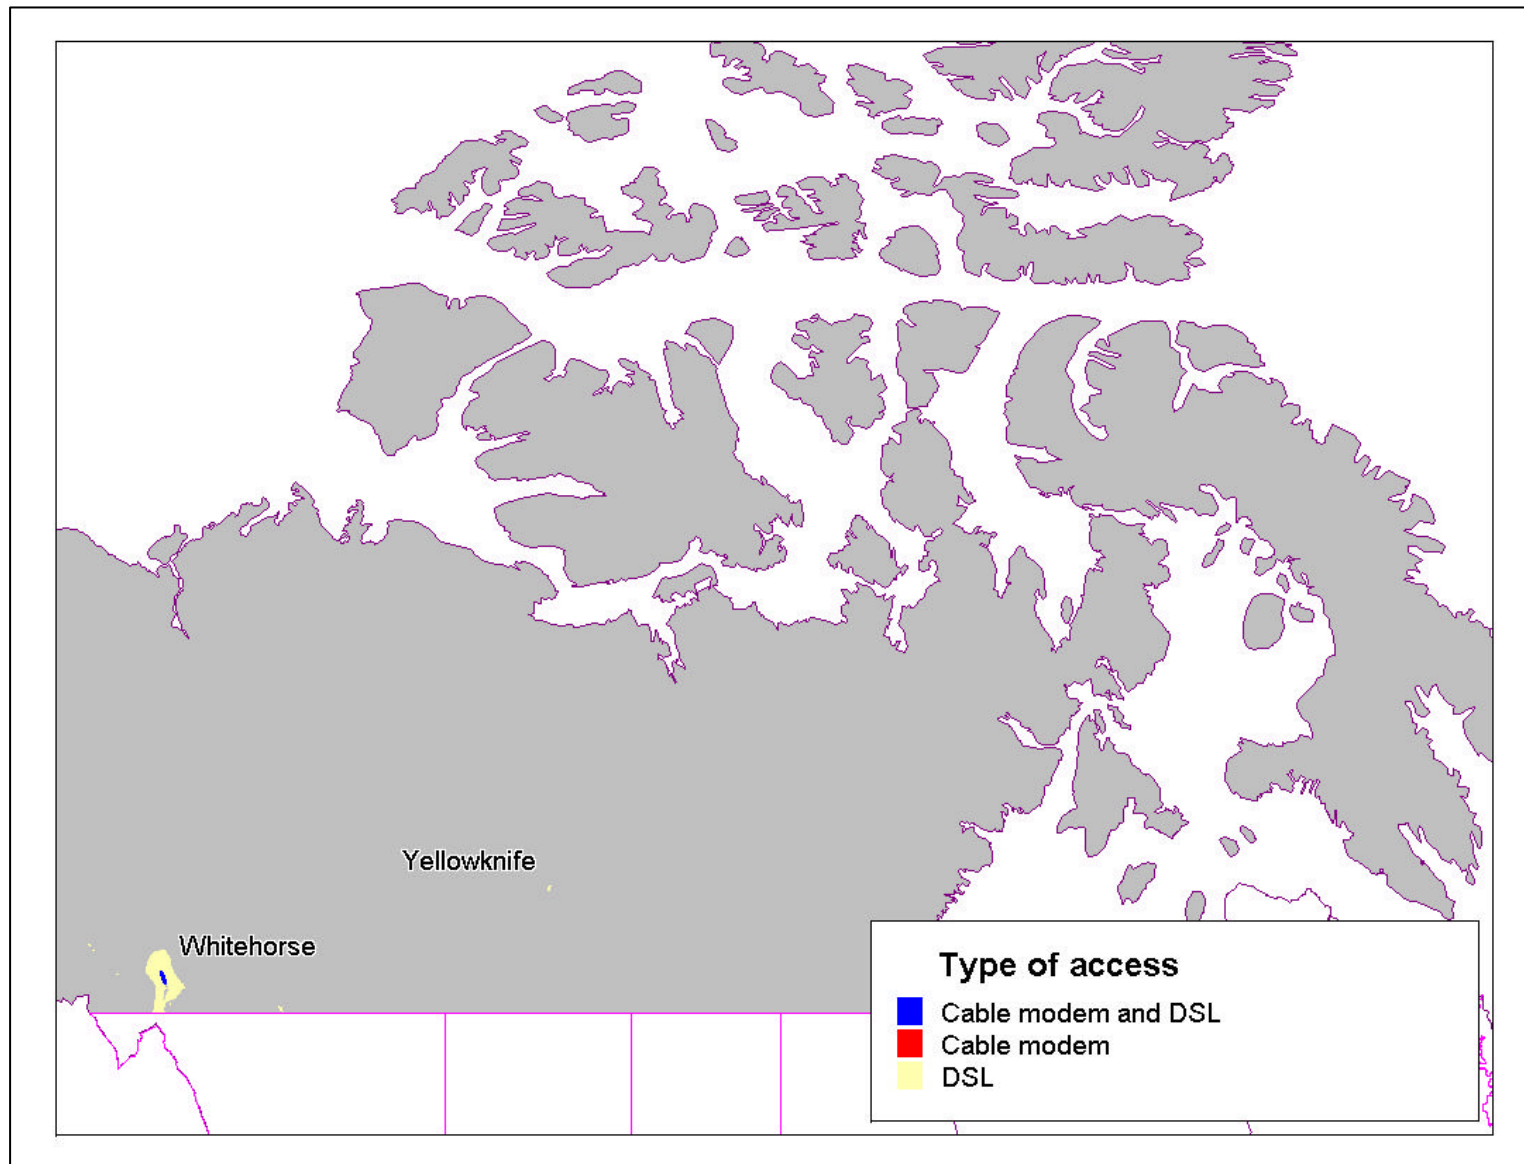 Yellowknife
Whitehorse
Type of access
Cable modem and DSL
Cable modem
DSL